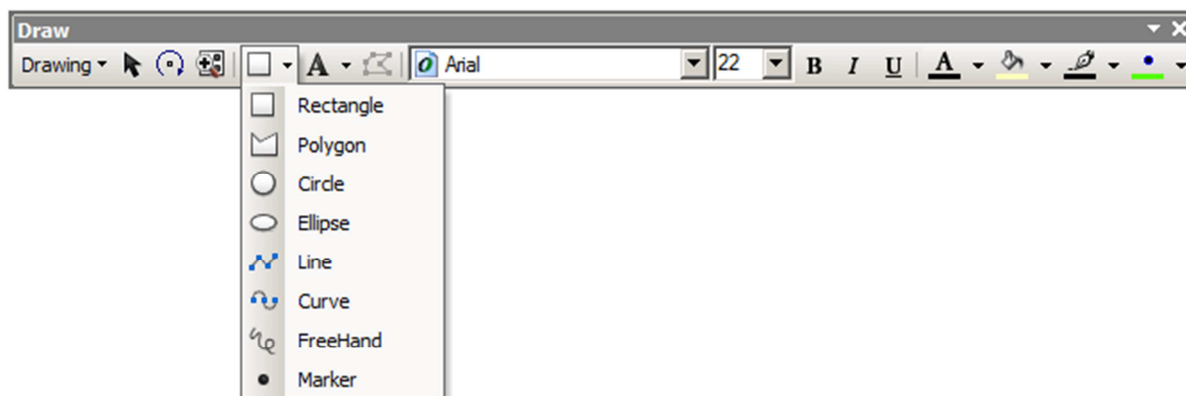 Draw
Drawing A Arial 22 B I U A
Rectangle
Polygon
Circle
Ellipse
Line
Curve
FreeHand
Marker